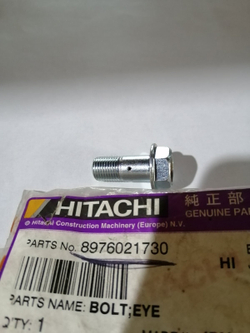 HITACHI 純正部
Hitachi Construction Machinery (Europe) N.V. GENUINE PA
PARTS No. 8976021730
HI
PARTS NAME: BOLT;EYE
Q'TY: 1